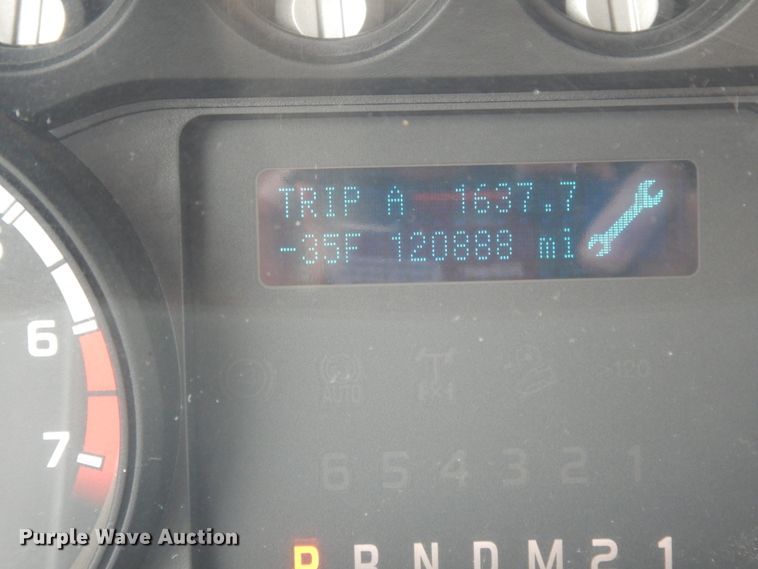 TRIP A 1637.7
-35F 120888 mi
6
7
AUTO
4x4
>120
6 5 4 3 2 1
P R N D M 2 1
Purple Wave Auction